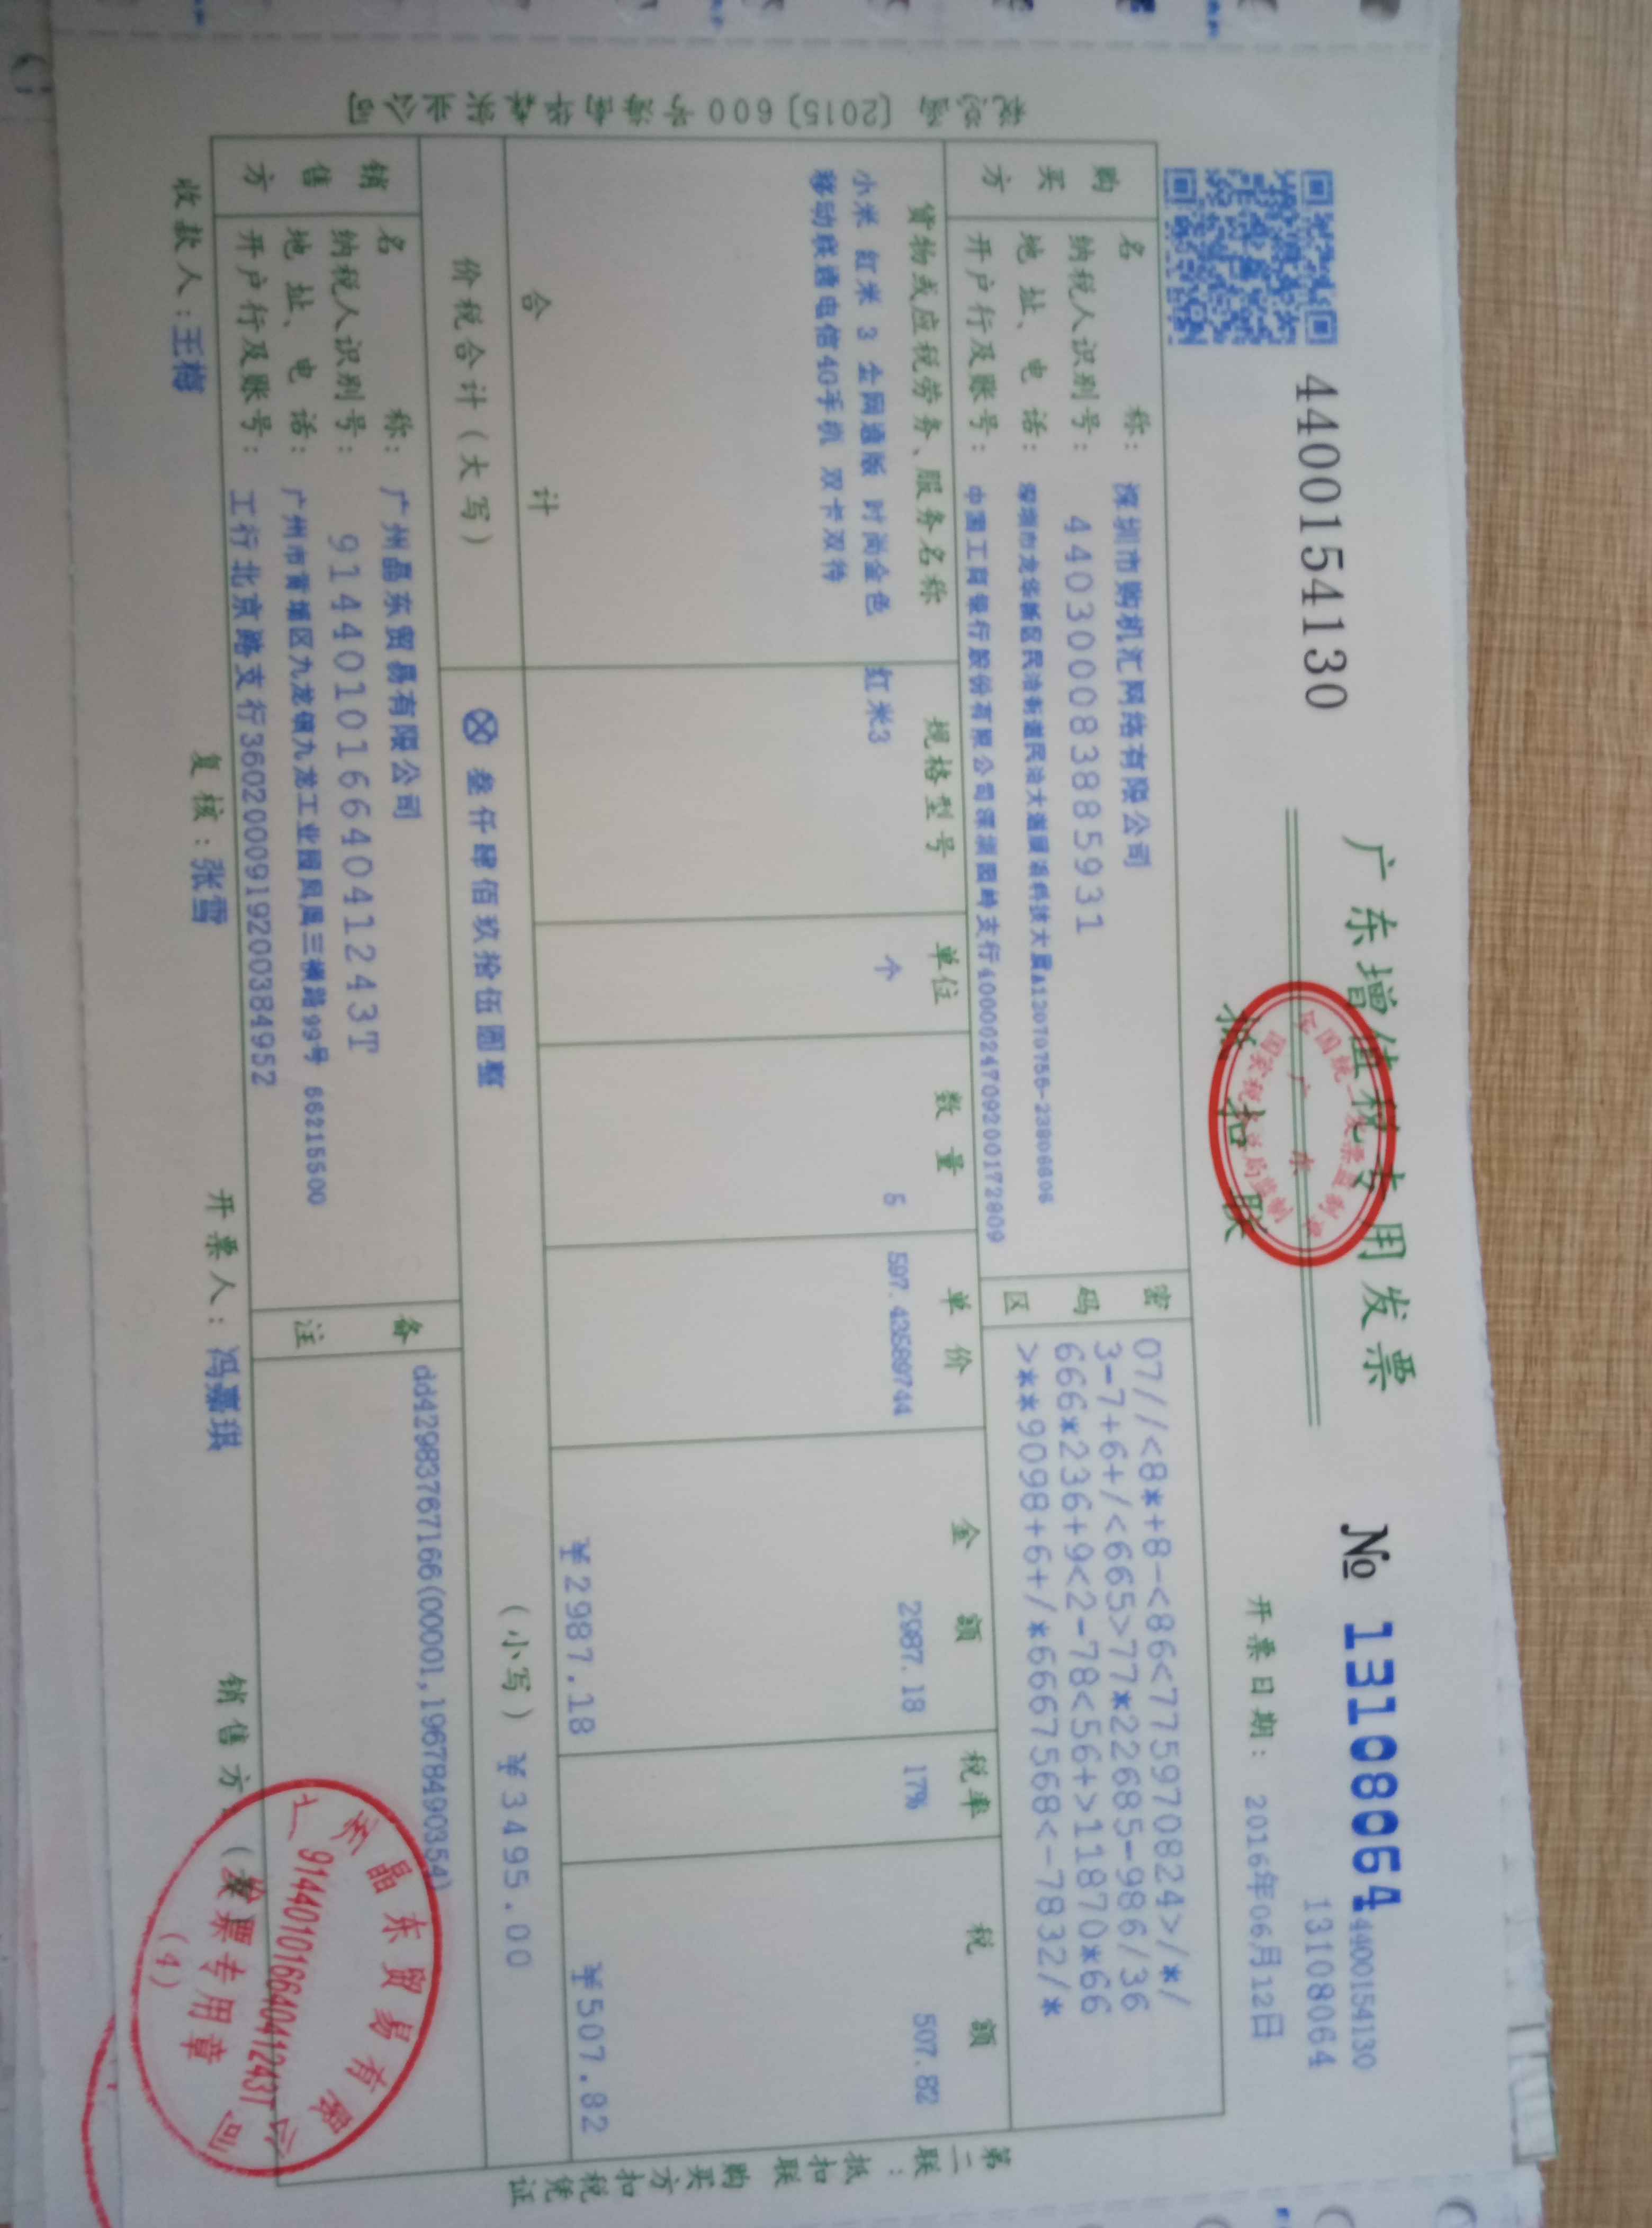 4400154130
广东增值税专用发票
№ 13108064
4400154130
13108064
抵扣联
开票日期： 2016年06月12日
全国统一发票监制章
广东
国家税务总局监制
税总函〔2015〕600号
购买方
名称： 深圳市购机汇网络有限公司
纳税人识别号： 440300083885931
地址、电话： 深圳市龙华新区民治街道民治大道展滔科技大厦A12070755-23806606
开户行及账号： 中国工商银行股份有限公司深圳园岭支行4000024709200172809
密码区
07//<8*+8-<86<775970824>/*/
3-7+6+/<665>77*22685-986/36
666*236+9<2-78<56+>11870*66
>**9098+6+/*6667568<-7832/*
货物或应税劳务、服务名称 规格型号 单位 数量 单价 金额 税率 税额
小米 红米 3 全网通版 时尚金色 红米3 个 5 597.43589744 2987.18 17% 507.82
移动联通电信4G手机 双卡双待
合计 ￥2987.18 ￥507.82
价税合计（大写） ⊗ 叁仟肆佰玖拾伍圆整 （小写） ￥3495.00
销售方
名称： 广州晶东贸易有限公司
纳税人识别号： 91440101664041243T
地址、电话： 广州市黄埔区九龙镇九龙工业园凤凰三横路99号 66215500
开户行及账号： 工行北京路支行3602000919200384952
备注
dd42983767166(00001,19678490354)
收款人：王梅 复核：张雪 开票人：冯嘉琪 销售方：（章）
广州晶东贸易有限公司
91440101664041243T
发票专用章
(4)
第二联：抵扣联 购买方扣税凭证